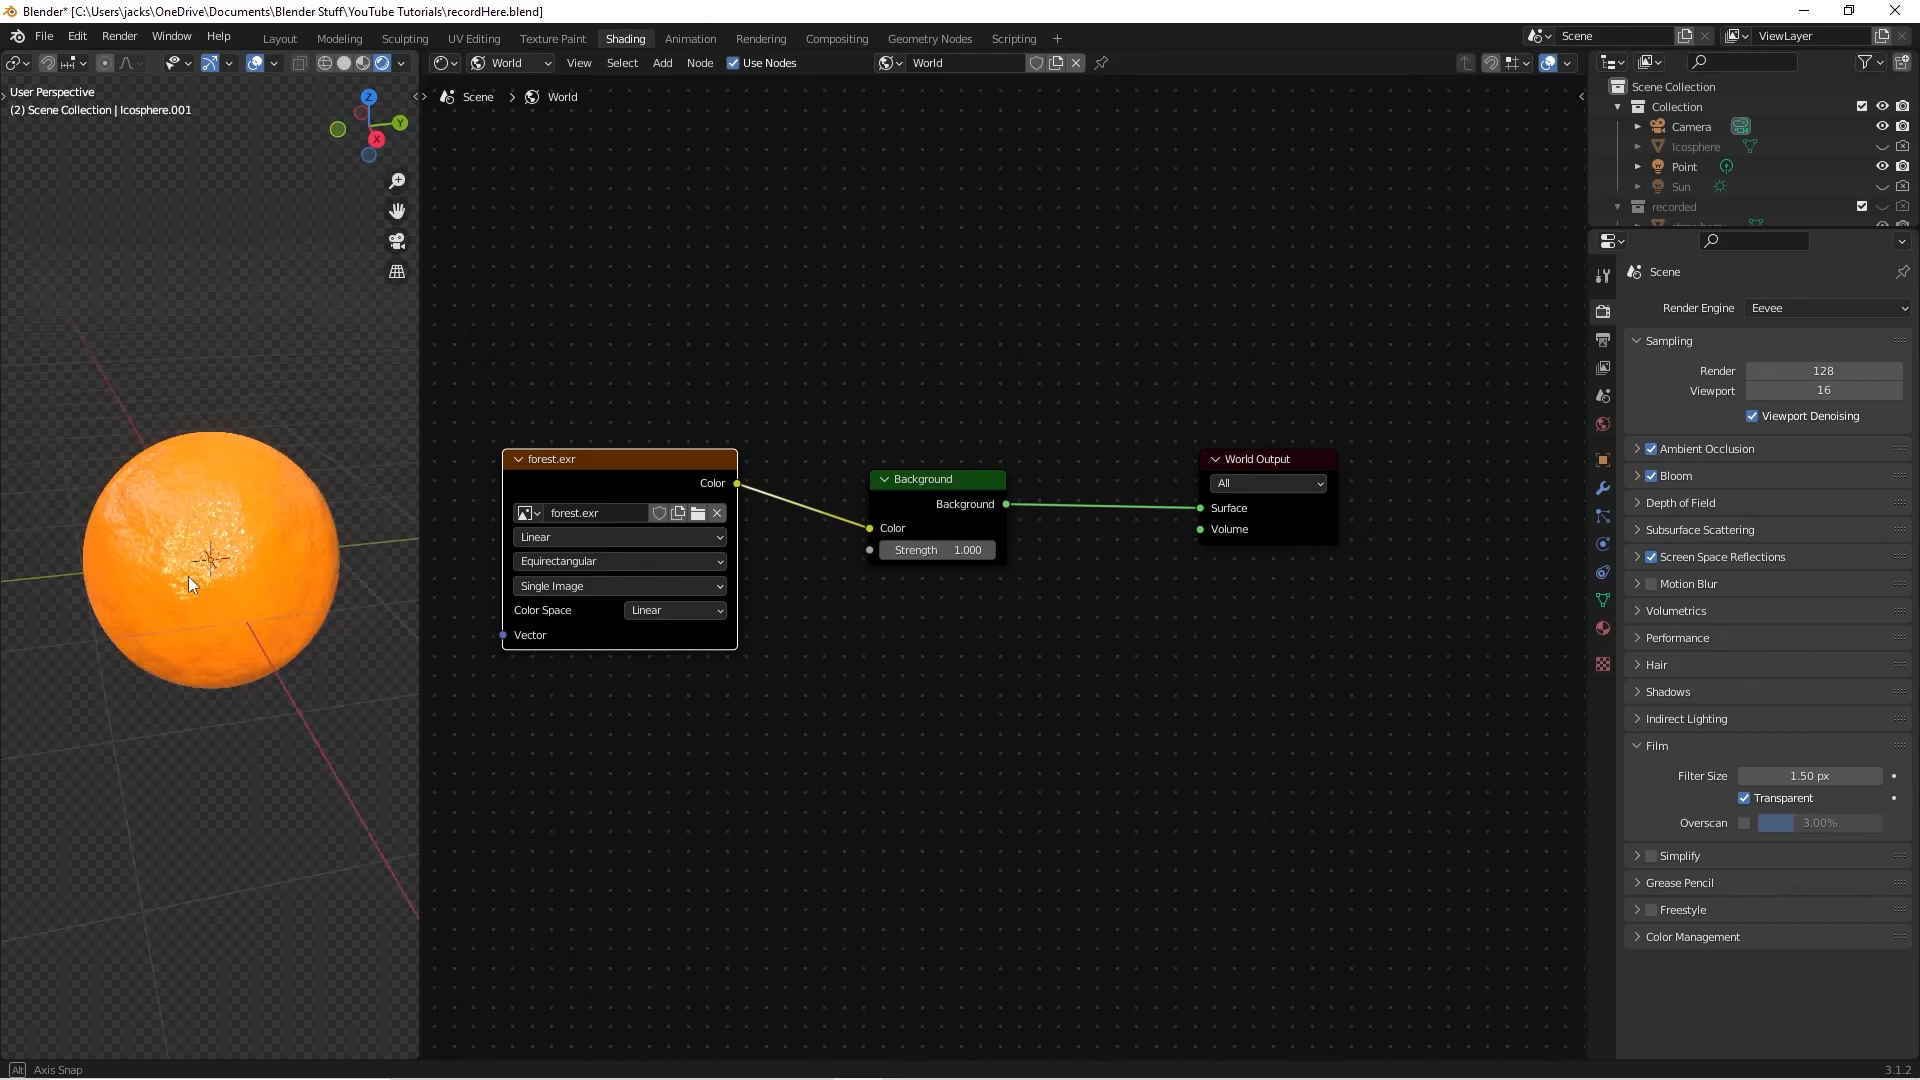 Blender* [C:\Users\jacks\OneDrive\Documents\Blender Stuff\YouTube Tutorials\recordHere.blend]
File Edit Render Window Help Layout Modeling Sculpting UV Editing Texture Paint Shading Animation Rendering Compositing Geometry Nodes Scripting + Scene ViewLayer
World View Select Add Node Use Nodes World
User Perspective
(2) Scene Collection | Icosphere.001
Z
Y
X
Scene > World
Scene Collection
Collection
Camera
Icosphere
Point
Sun
recorded
Scene
Render Engine Eevee
Sampling
Render 128
Viewport 16
Viewport Denoising
Ambient Occlusion
Bloom
Depth of Field
Subsurface Scattering
Screen Space Reflections
Motion Blur
Volumetrics
Performance
Hair
Shadows
Indirect Lighting
Film
Filter Size 1.50 px
Transparent
Overscan 3.00%
Simplify
Grease Pencil
Freestyle
Color Management
forest.exr
Color
forest.exr
Linear
Equirectangular
Single Image
Color Space Linear
Vector
Background
Background
Color
Strength 1.000
World Output
All
Surface
Volume
Alt Axis Snap
3.1.2